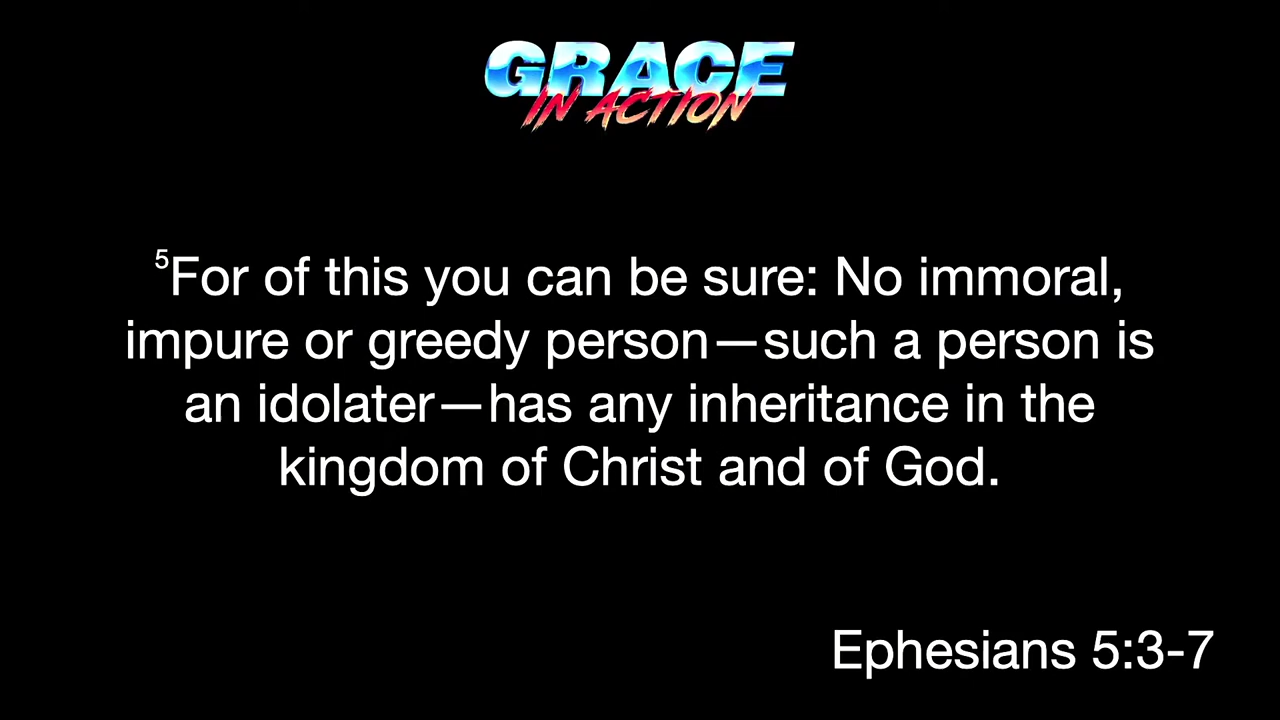 GRACE
IN ACTION
⁵For of this you can be sure: No immoral,
impure or greedy person—such a person is
an idolater—has any inheritance in the
kingdom of Christ and of God.
Ephesians 5:3-7